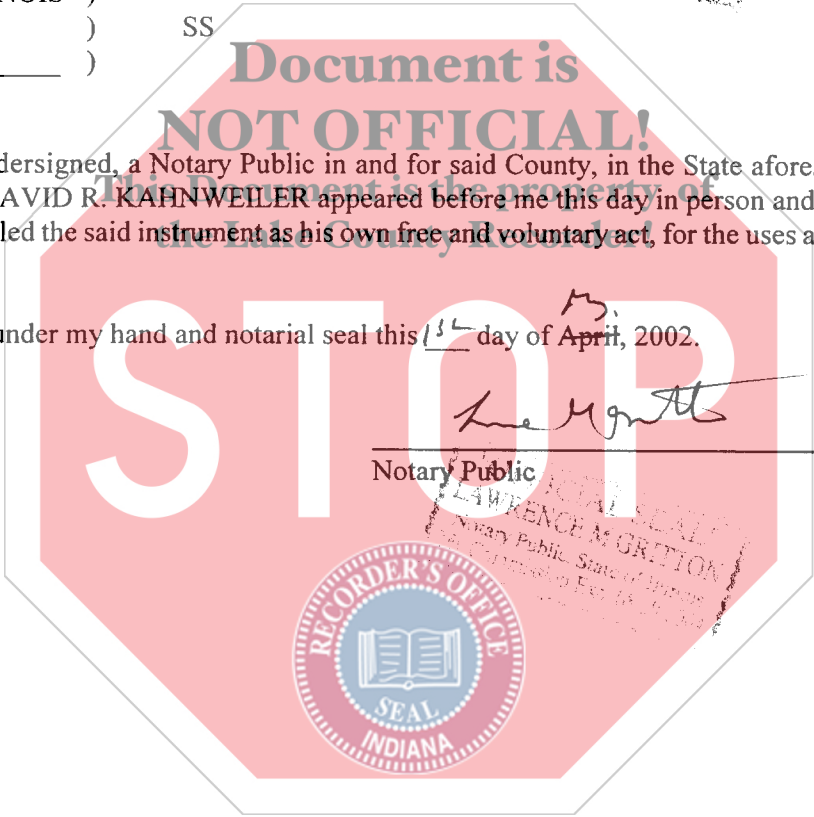 ) SS
)
Document is
NOT OFFICIAL!
dersigned, a Notary Public in and for said County, in the State afore
This Document is the property of
AVID R. KAHNWEILER appeared before me this day in person and
the Lake County Recorder!
led the said instrument as his own free and voluntary act, for the uses a
under my hand and notarial seal this 1st day of April, 2002.
STOP
Notary Public
OFFICIAL SEAL
LAWRENCE M GRITTON
Notary Public, State of Illinois
RECORDER'S OFFICE
SEAL
INDIANA